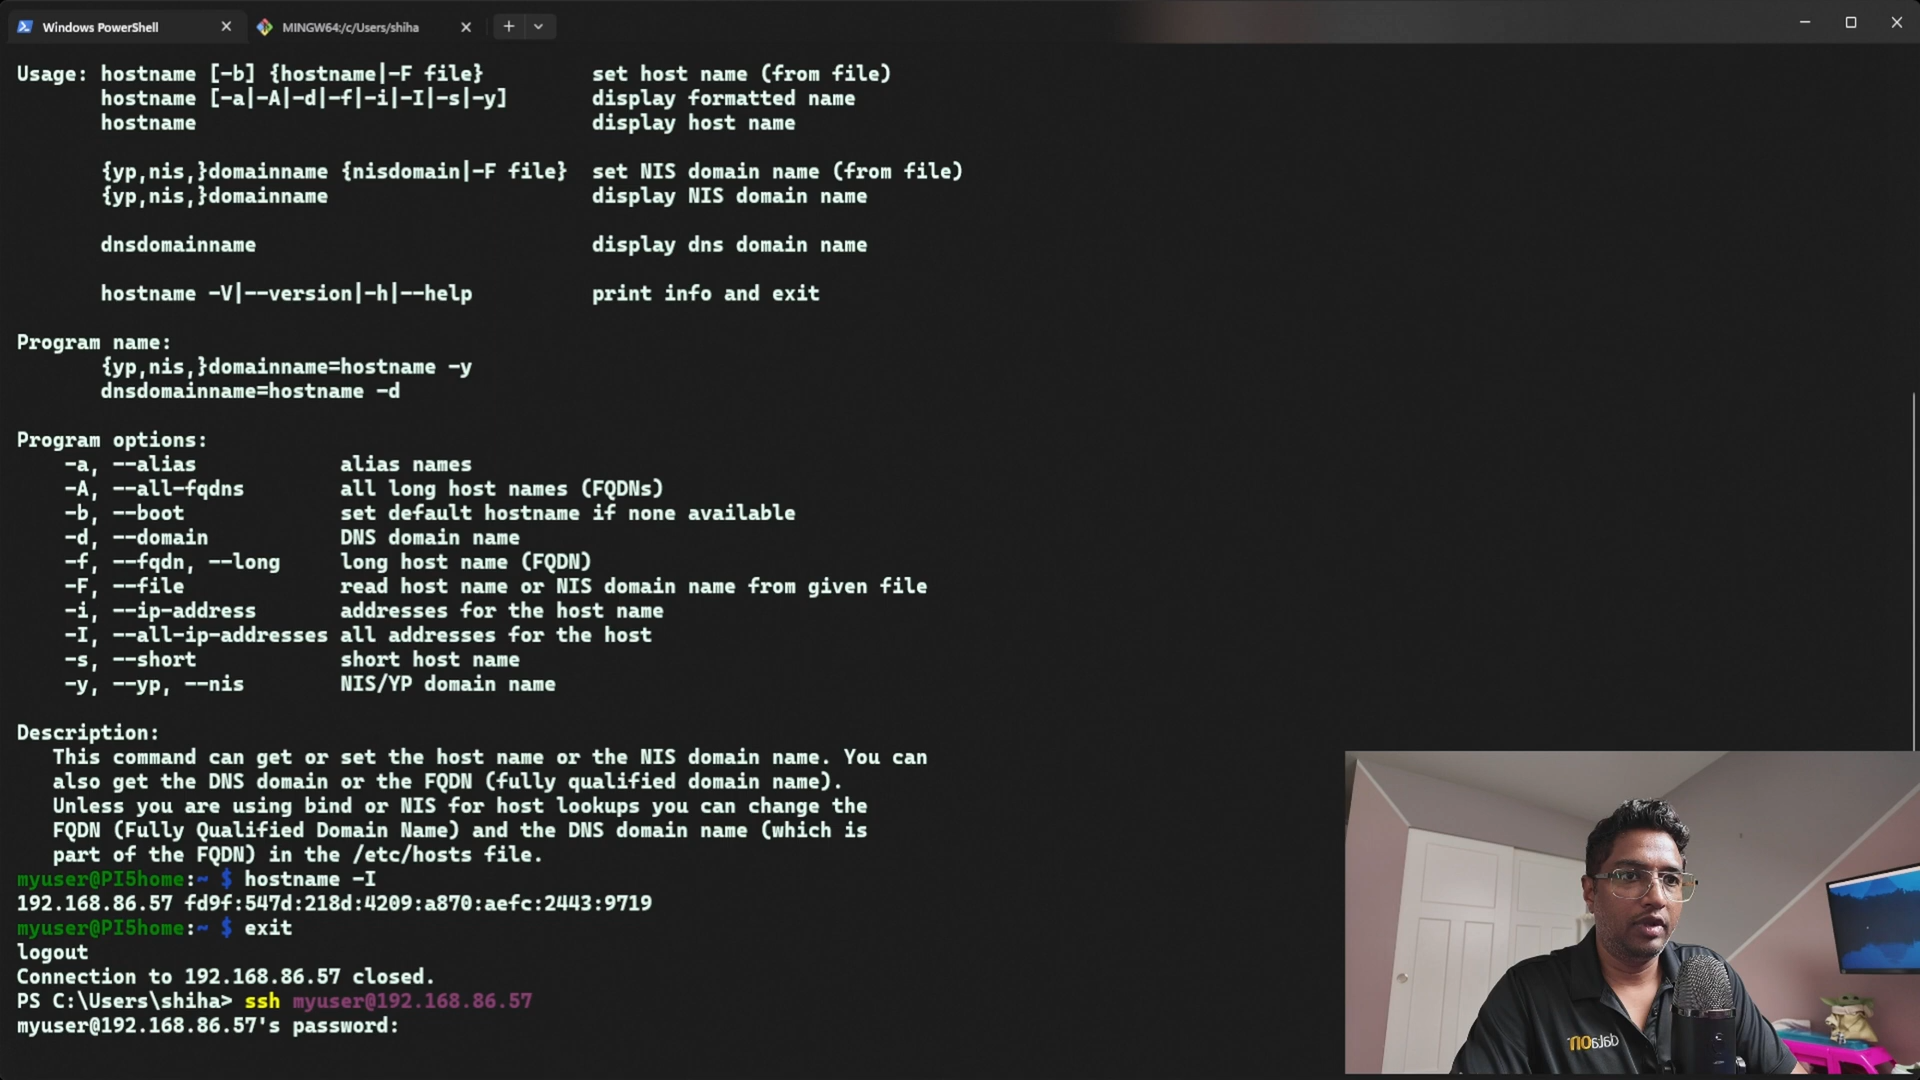 Windows PowerShell
MINGW64:/c/Users/shiha
Usage: hostname [-b] {hostname|-F file} set host name (from file)
hostname [-a|-A|-d|-f|-i|-I|-s|-y] display formatted name
hostname display host name
{yp,nis,}domainname {nisdomain|-F file} set NIS domain name (from file)
{yp,nis,}domainname display NIS domain name
dnsdomainname display dns domain name
hostname -V|--version|-h|--help print info and exit
Program name:
{yp,nis,}domainname=hostname -y
dnsdomainname=hostname -d
Program options:
-a, --alias alias names
-A, --all-fqdns all long host names (FQDNs)
-b, --boot set default hostname if none available
-d, --domain DNS domain name
-f, --fqdn, --long long host name (FQDN)
-F, --file read host name or NIS domain name from given file
-i, --ip-address addresses for the host name
-I, --all-ip-addresses all addresses for the host
-s, --short short host name
-y, --yp, --nis NIS/YP domain name
Description:
This command can get or set the host name or the NIS domain name. You can
also get the DNS domain or the FQDN (fully qualified domain name).
Unless you are using bind or NIS for host lookups you can change the
FQDN (Fully Qualified Domain Name) and the DNS domain name (which is
part of the FQDN) in the /etc/hosts file.
myuser@PI5home:~ $ hostname -I
192.168.86.57 fd9f:547d:218d:4209:a870:aefc:2443:9719
myuser@PI5home:~ $ exit
logout
Connection to 192.168.86.57 closed.
PS C:\Users\shiha> ssh myuser@192.168.86.57
myuser@192.168.86.57's password:
dataon